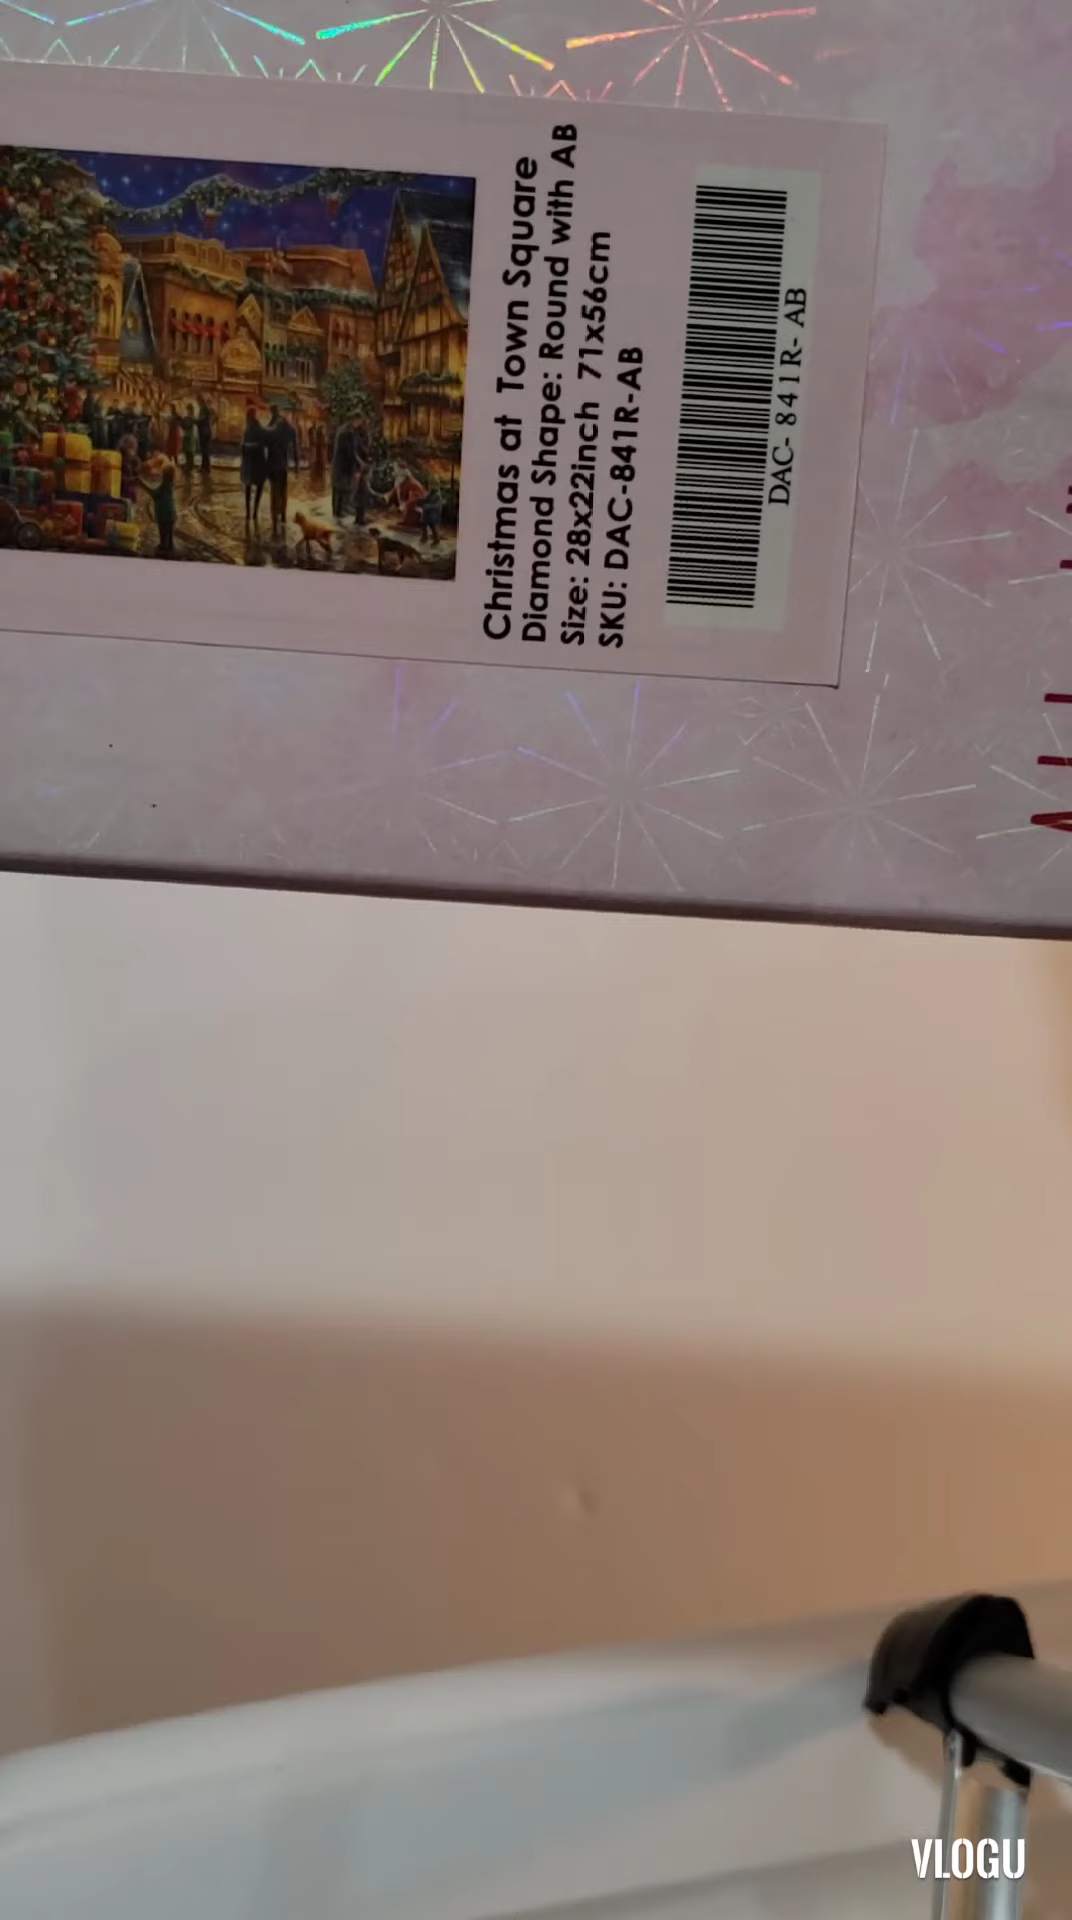 Christmas at Town Square
Diamond Shape: Round with AB
Size: 28x22inch 71x56cm
SKU: DAC-841R-AB
DAC- 841R- AB
VLOGU